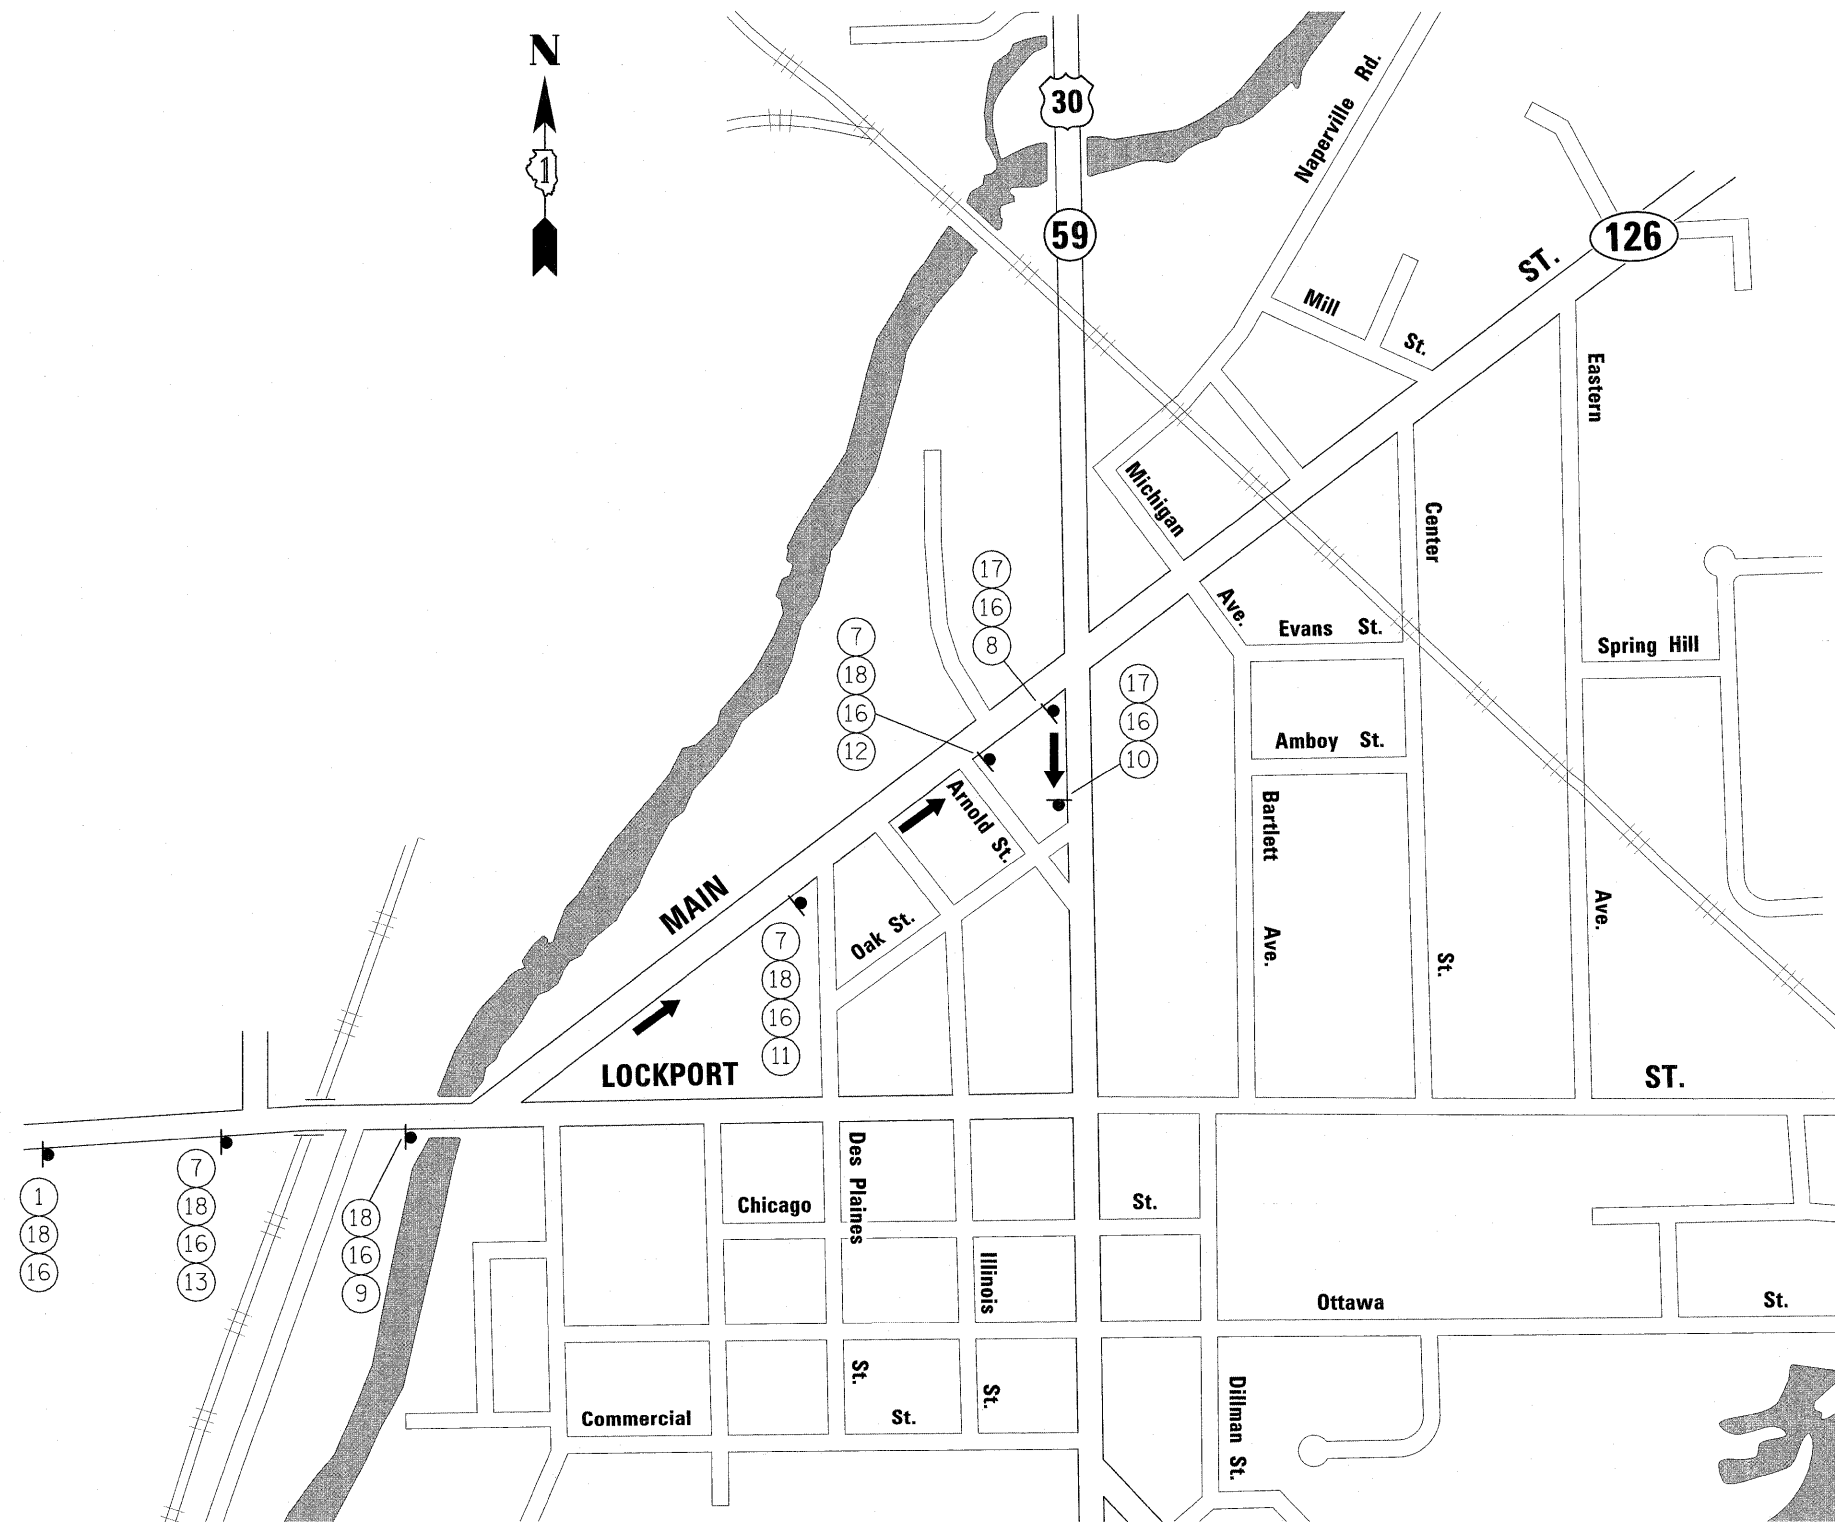 N
1
30
59
126
Naperville Rd.
ST.
Mill
St.
Eastern
Michigan
Center
17
16
8
7
18
16
12
Ave.
Evans St.
Spring Hill
17
16
10
Amboy St.
Arnold St.
Bartlett
MAIN
Ave.
Oak St.
Ave.
St.
7
18
16
11
LOCKPORT
ST.
1
18
16
7
18
16
13
18
16
9
Des Plaines
Chicago
St.
Illinois
Ottawa
St.
St.
St.
Dillman St.
Commercial
St.